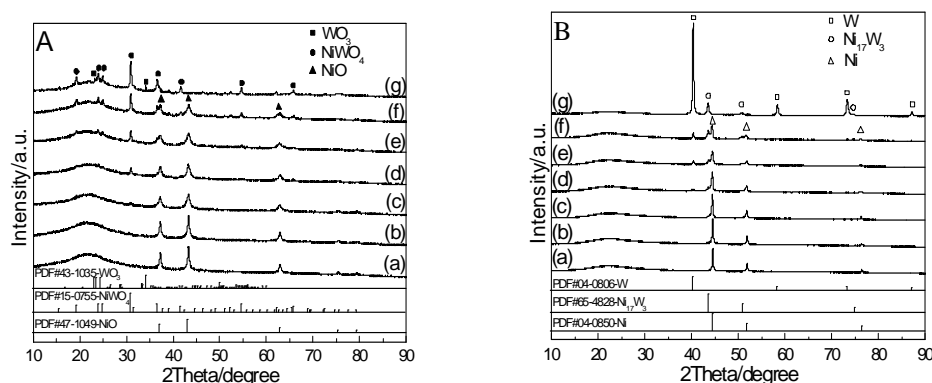 A
■ WO₃
● NiWO₄
▲ NiO
(g)
(f)
(e)
(d)
(c)
(b)
(a)
PDF#43-1035-WO₃
PDF#15-0755-NiWO₄
PDF#47-1049-NiO
Intensity/a.u.
10 20 30 40 50 60 70 80 90
2Theta/degree
B
□ W
○ Ni₁₇W₃
△ Ni
(g)
(f)
(e)
(d)
(c)
(b)
(a)
PDF#04-0806-W
PDF#65-4828-Ni₁₇W₃
PDF#04-0850-Ni
Intensity/a.u.
10 20 30 40 50 60 70 80 90
2Theta/degree